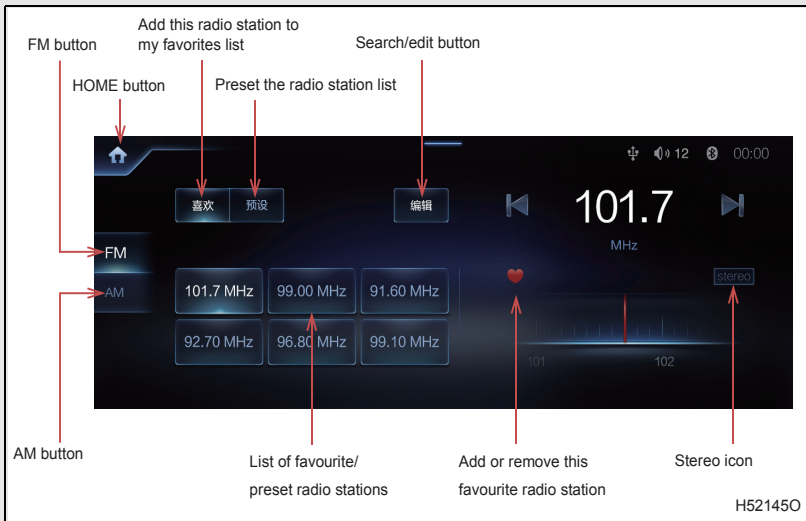 Add this radio station to
my favorites list
FM button
Search/edit button
HOME button
Preset the radio station list
12
00:00
喜欢
预设
编辑
101.7
MHz
FM
AM
stereo
101.7 MHz
99.00 MHz
91.60 MHz
92.70 MHz
96.80 MHz
99.10 MHz
101
102
AM button
List of favourite/
preset radio stations
Add or remove this
favourite radio station
Stereo icon
H52145O